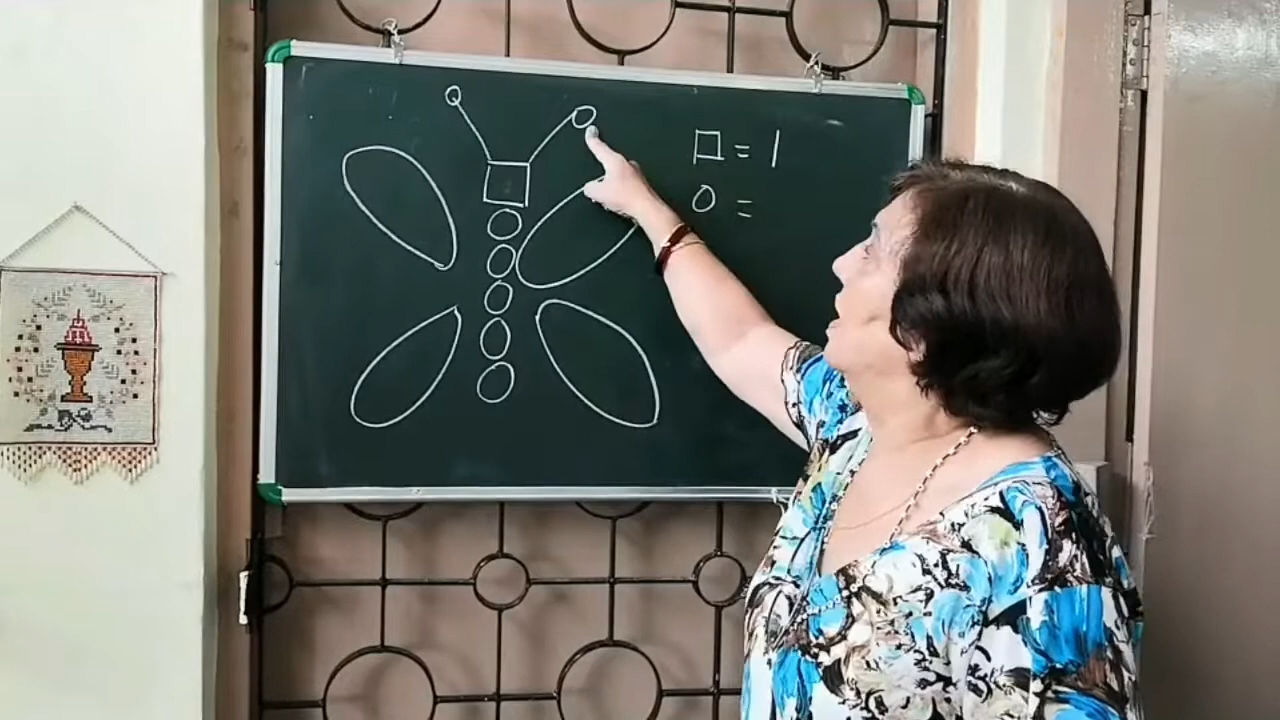 □ = 1
○ =